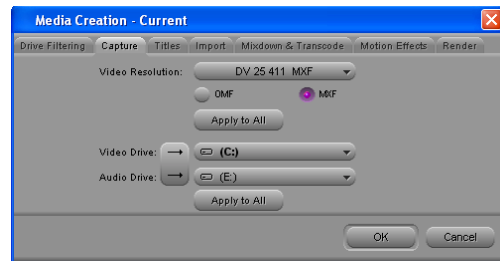 Media Creation - Current
Drive Filtering Capture Titles Import Mixdown & Transcode Motion Effects Render
Video Resolution: DV 25 411 MXF
OMF MXF
Apply to All
Video Drive: (C:)
Audio Drive: (E:)
Apply to All
OK Cancel